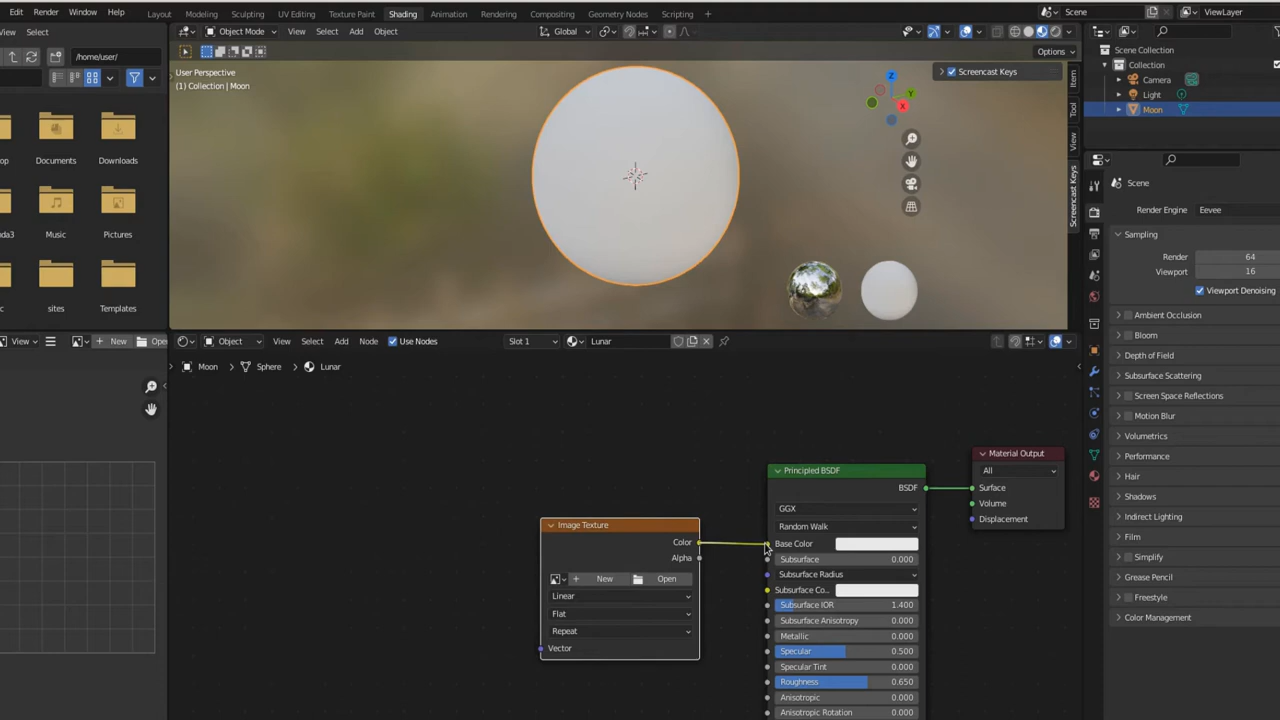 Edit Render Window Help Layout Modeling Sculpting UV Editing Texture Paint Shading Animation Rendering Compositing Geometry Nodes Scripting + Scene ViewLayer
View Select Object Mode View Select Add Object Global
Options
/home/user/
User Perspective
(1) Collection | Moon
Screencast Keys
Item
Tool
View
Screencast Keys
Z
Y
X
Scene Collection
Collection
Camera
Light
Moon
Documents Downloads
Music Pictures
sites Templates
Scene
Render Engine Eevee
Sampling
Render 64
Viewport 16
Viewport Denoising
Ambient Occlusion
Bloom
Depth of Field
Subsurface Scattering
Screen Space Reflections
Motion Blur
Volumetrics
Performance
Hair
Shadows
Indirect Lighting
Film
Simplify
Grease Pencil
Freestyle
Color Management
View New Object View Select Add Node Use Nodes Slot 1 Lunar
Moon Sphere Lunar
Image Texture
Color
Alpha
New Open
Linear
Flat
Repeat
Vector
Principled BSDF
BSDF
GGX
Random Walk
Base Color
Subsurface 0.000
Subsurface Radius
Subsurface Co...
Subsurface IOR 1.400
Subsurface Anisotropy 0.000
Metallic 0.000
Specular 0.500
Specular Tint 0.000
Roughness 0.650
Anisotropic 0.000
Anisotropic Rotation 0.000
Material Output
All
Surface
Volume
Displacement